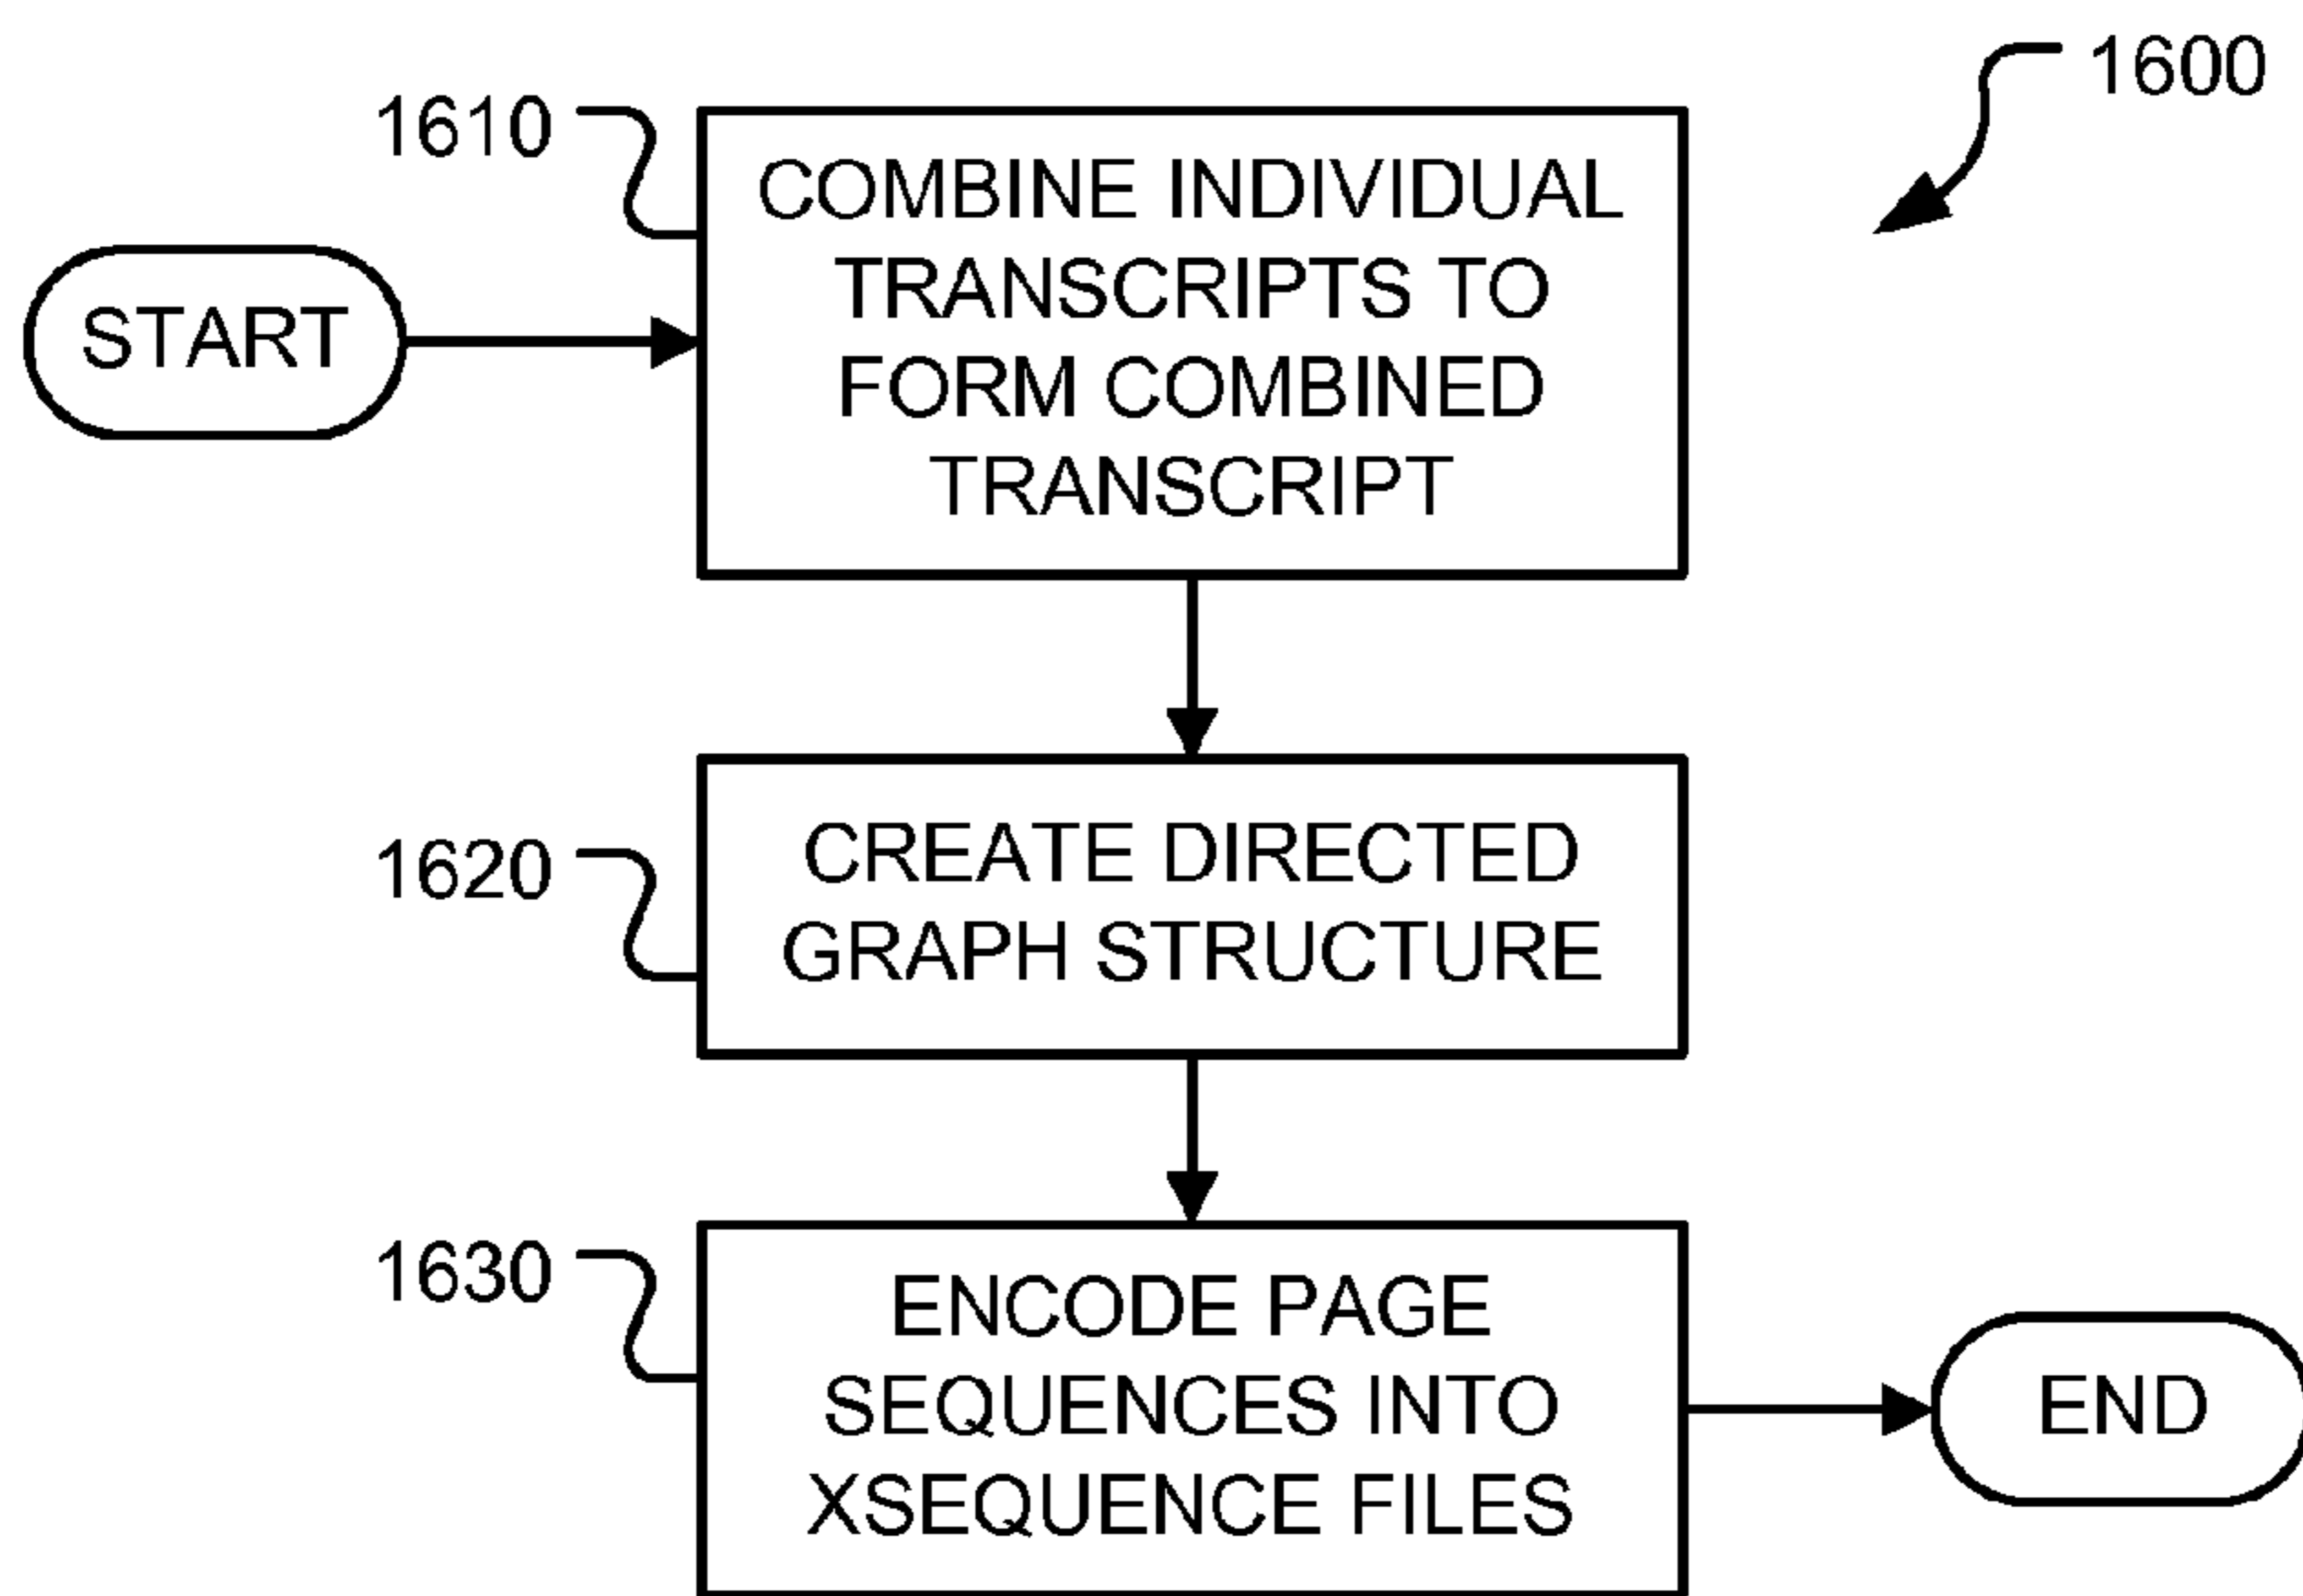 1600
1610
COMBINE INDIVIDUAL
TRANSCRIPTS TO
FORM COMBINED
TRANSCRIPT
START
1620
CREATE DIRECTED
GRAPH STRUCTURE
1630
ENCODE PAGE
SEQUENCES INTO
XSEQUENCE FILES
END